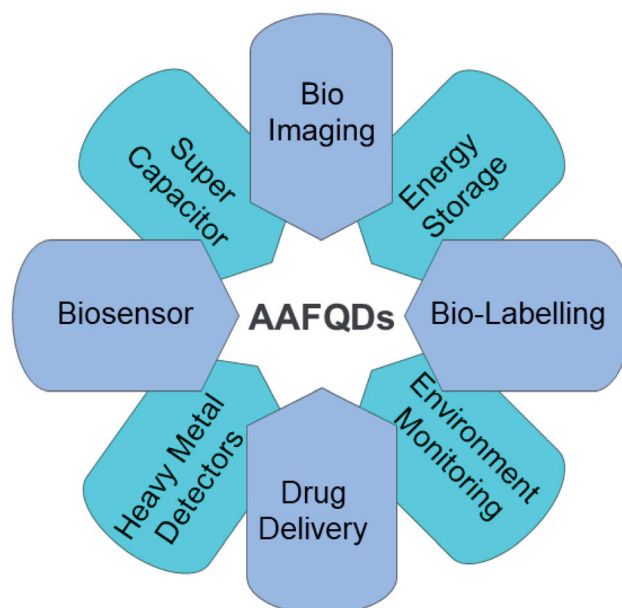 Bio
Imaging
Energy
Storage
Bio-Labelling
Environment
Monitoring
Drug
Delivery
Heavy Metal
Detectors
Biosensor
Super
Capacitor
AAFQDs